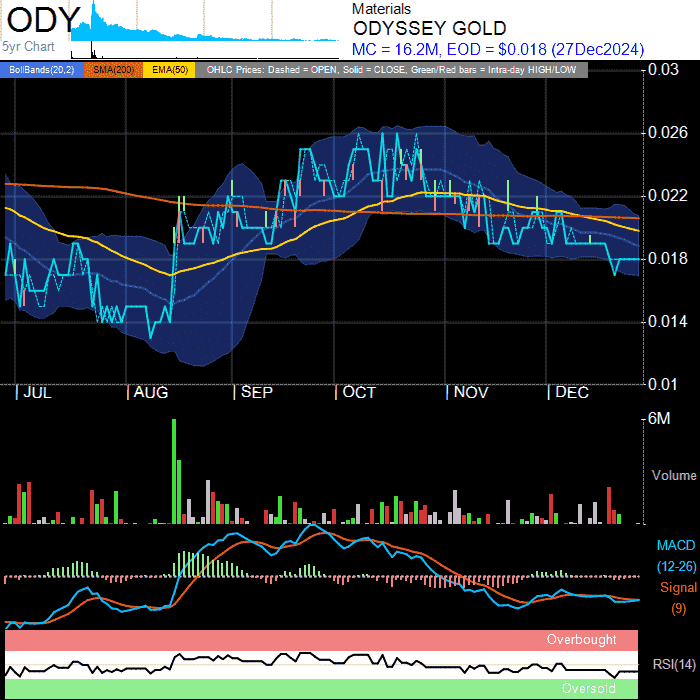 ODY
5yr Chart
Materials
ODYSSEY GOLD
MC = 16.2M, EOD = $0.018 (27Dec2024)
BollBands(20,2) SMA(200) EMA(50) OHLC Prices: Dashed = OPEN, Solid = CLOSE, Green/Red bars = Intra-day HIGH/LOW
0.03
0.026
0.022
0.018
0.014
0.01
JUL AUG SEP OCT NOV DEC
6M
Volume
MACD
(12-26)
Signal
(9)
Overbought
RSI(14)
Oversold